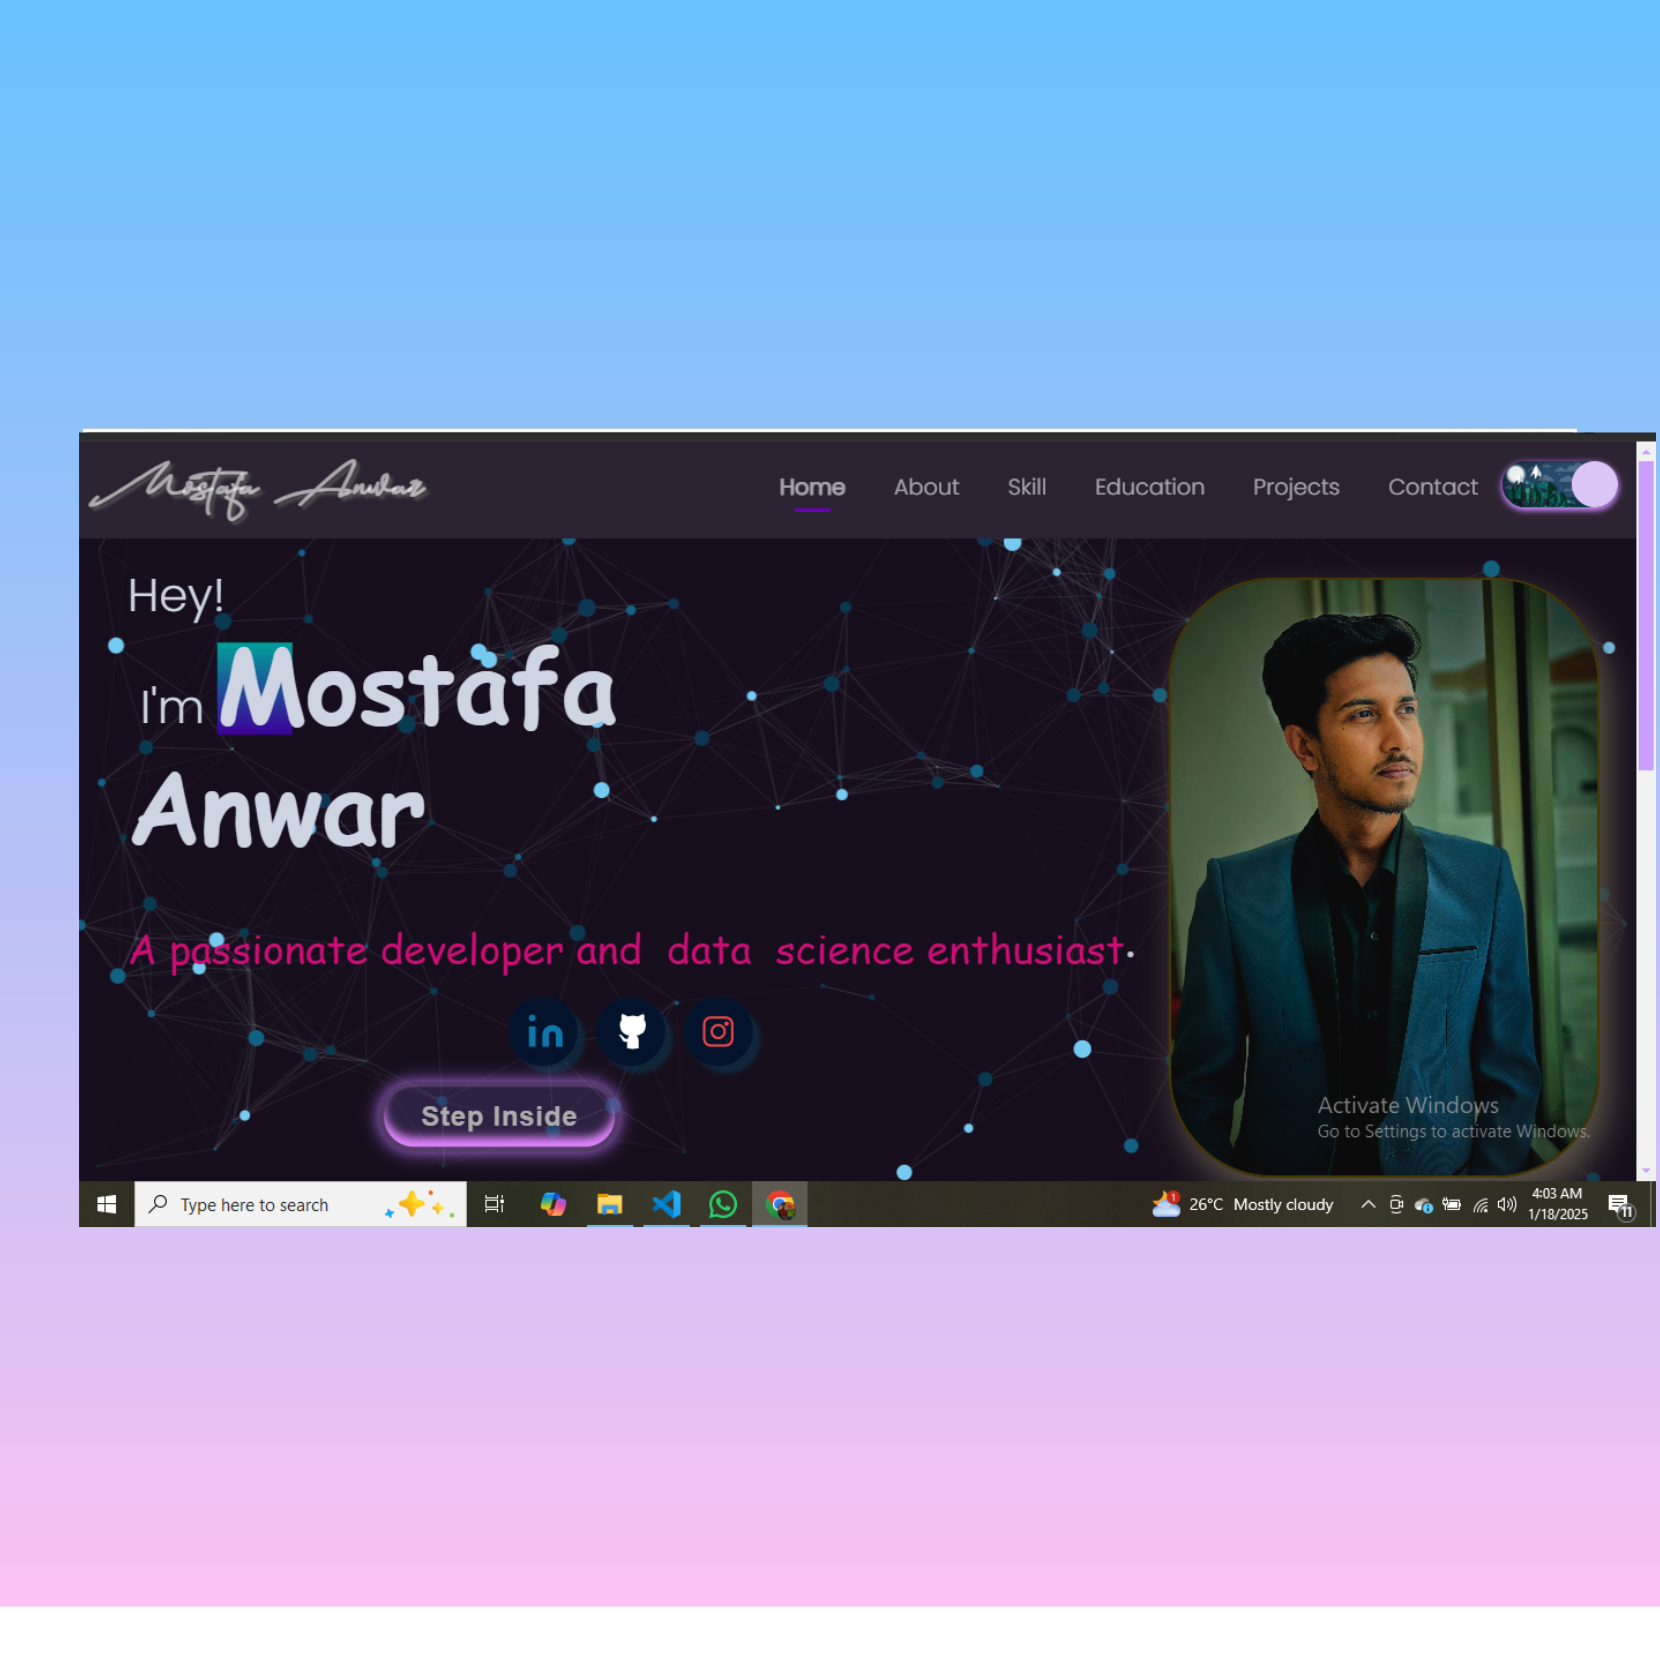 Mostafa Anwar
Home About Skill Education Projects Contact
Hey!
I'm Mostafa
Anwar
A passionate developer and data science enthusiast.
in
Step Inside
Activate Windows
Go to Settings to activate Windows.
Type here to search
1
26°C Mostly cloudy
4:03 AM
1/18/2025
11